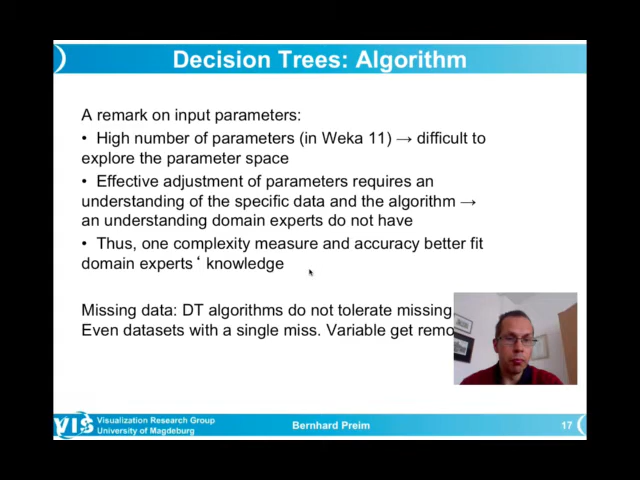 Decision Trees: Algorithm
A remark on input parameters:
• High number of parameters (in Weka 11) → difficult to
explore the parameter space
• Effective adjustment of parameters requires an
understanding of the specific data and the algorithm →
an understanding domain experts do not have
• Thus, one complexity measure and accuracy better fit
domain experts‘ knowledge
Missing data: DT algorithms do not tolerate missing
Even datasets with a single miss. Variable get
VIS
Visualization Research Group
University of Magdeburg
Bernhard Preim
17